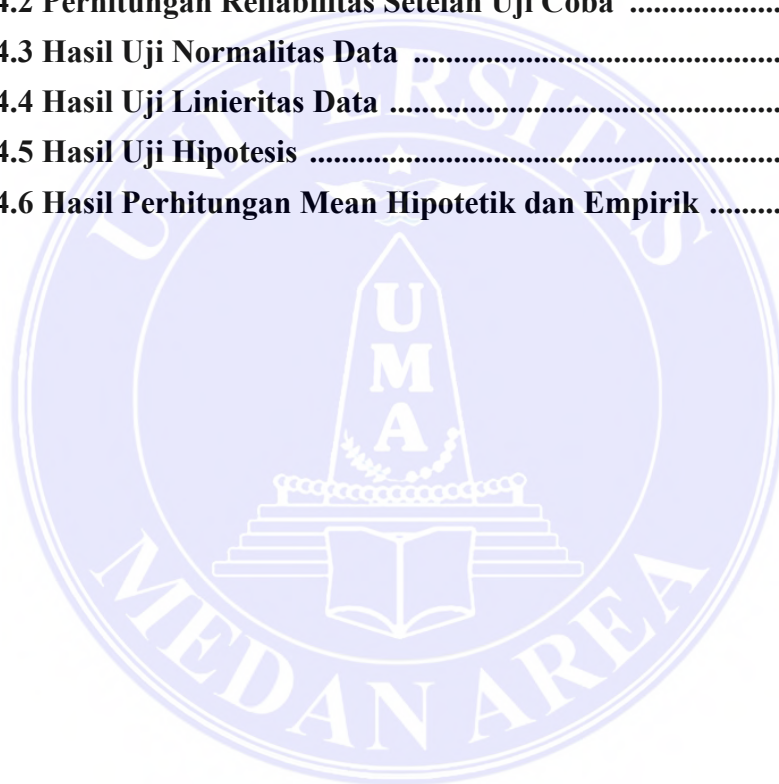 4.2 Perhitungan Reliabilitas Setelah Uji Coba ...................
4.3 Hasil Uji Normalitas Data ..............................................
4.4 Hasil Uji Linieritas Data .................................................
4.5 Hasil Uji Hipotesis ...........................................................
4.6 Hasil Perhitungan Mean Hipotetik dan Empirik .........
UNIVERSITAS
UMA
MEDAN AREA